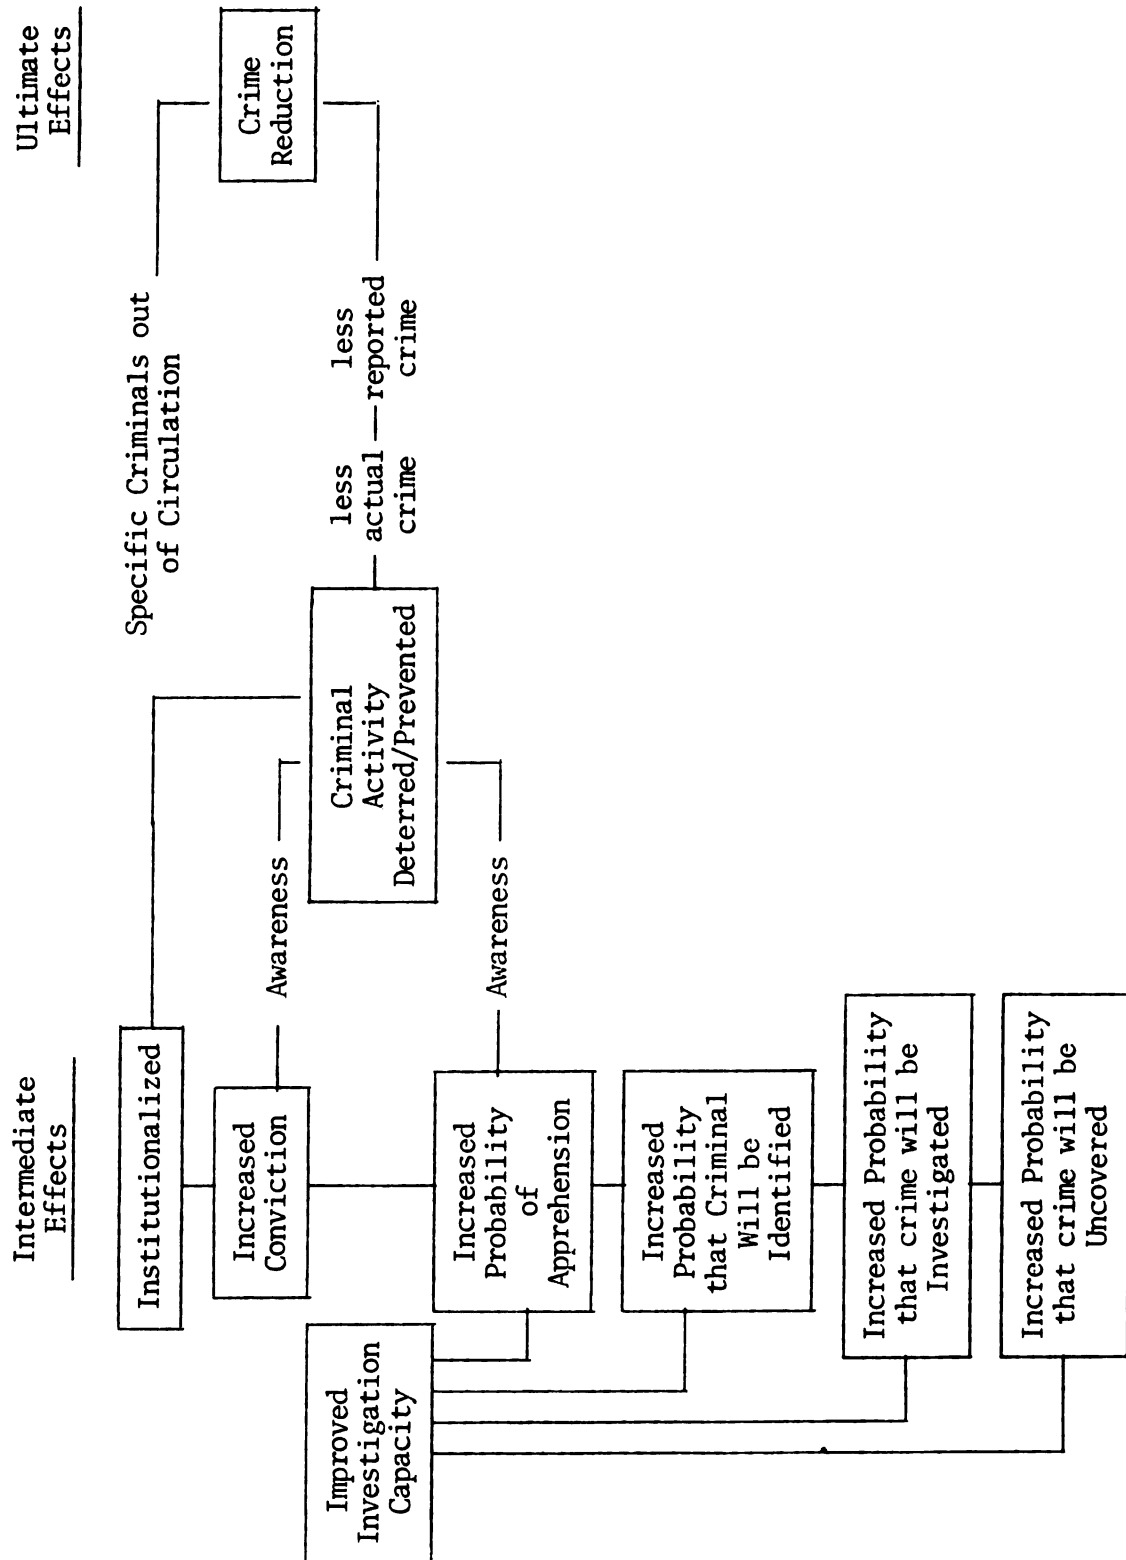 Intermediate
Effects
Ultimate
Effects
Institutionalized
Specific Criminals out
of Circulation
Increased
Conviction
Awareness
Crime
Reduction
Improved
Investigation
Capacity
Criminal
Activity
Deterred/Prevented
less
actual
crime
less
reported
crime
Increased
Probability
of
Apprehension
Awareness
Increased
Probability
that Criminal
Will be
Identified
Increased Probability
that crime will be
Investigated
Increased Probability
that crime will be
Uncovered